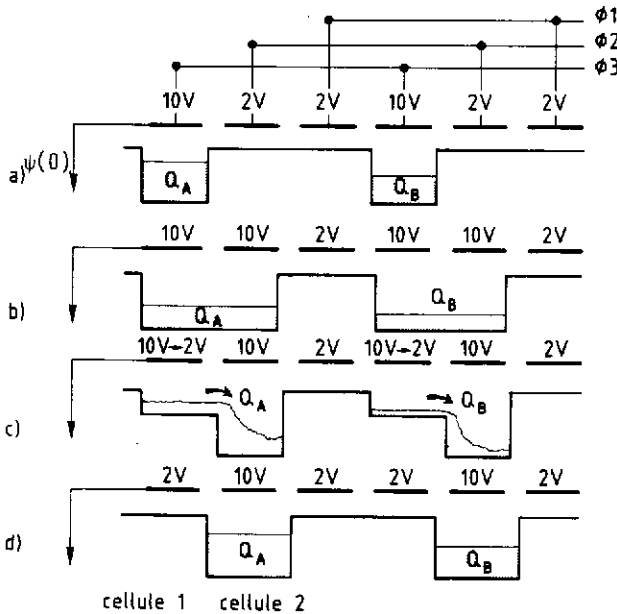 ϕ1
ϕ2
ϕ3
10V 2V 2V 10V 2V 2V
ψ(0)
a) Q_A Q_B
10V 10V 2V 10V 10V 2V
b) Q_A Q_B
10V→2V 10V 2V 10V→2V 10V 2V
c) Q_A Q_B
2V 10V 2V 2V 10V 2V
d) Q_A Q_B
cellule 1 cellule 2